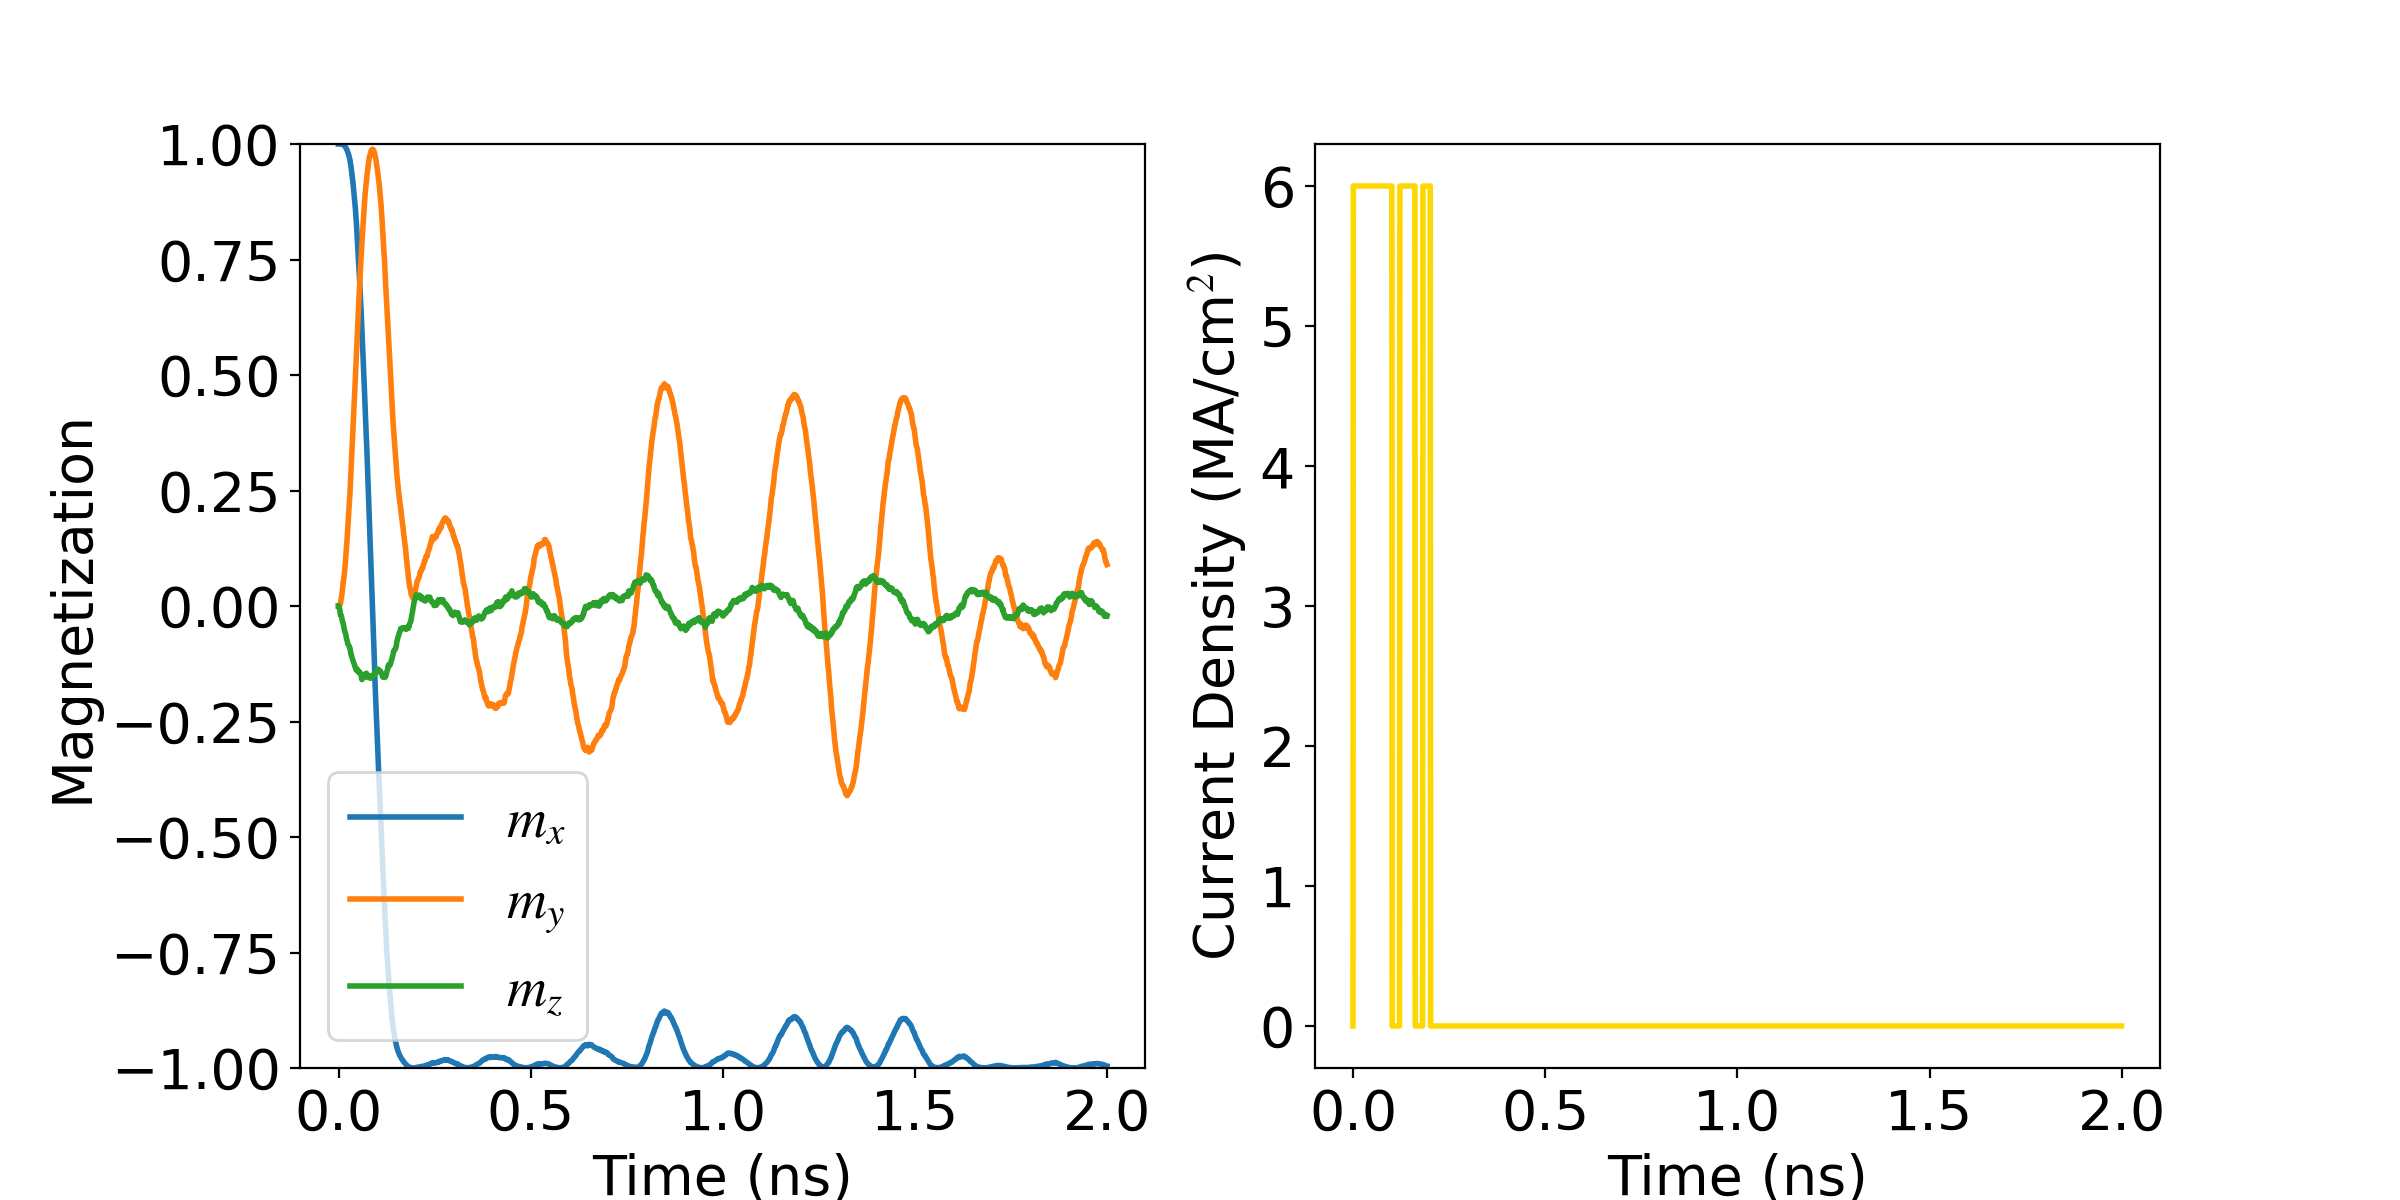 1.00
0.75
0.50
0.25
0.00
−0.25
−0.50
−0.75
−1.00
Magnetization
m_x
m_y
m_z
0.0 0.5 1.0 1.5 2.0
Time (ns)
6
5
4
3
2
1
0
Current Density (MA/cm²)
0.0 0.5 1.0 1.5 2.0
Time (ns)